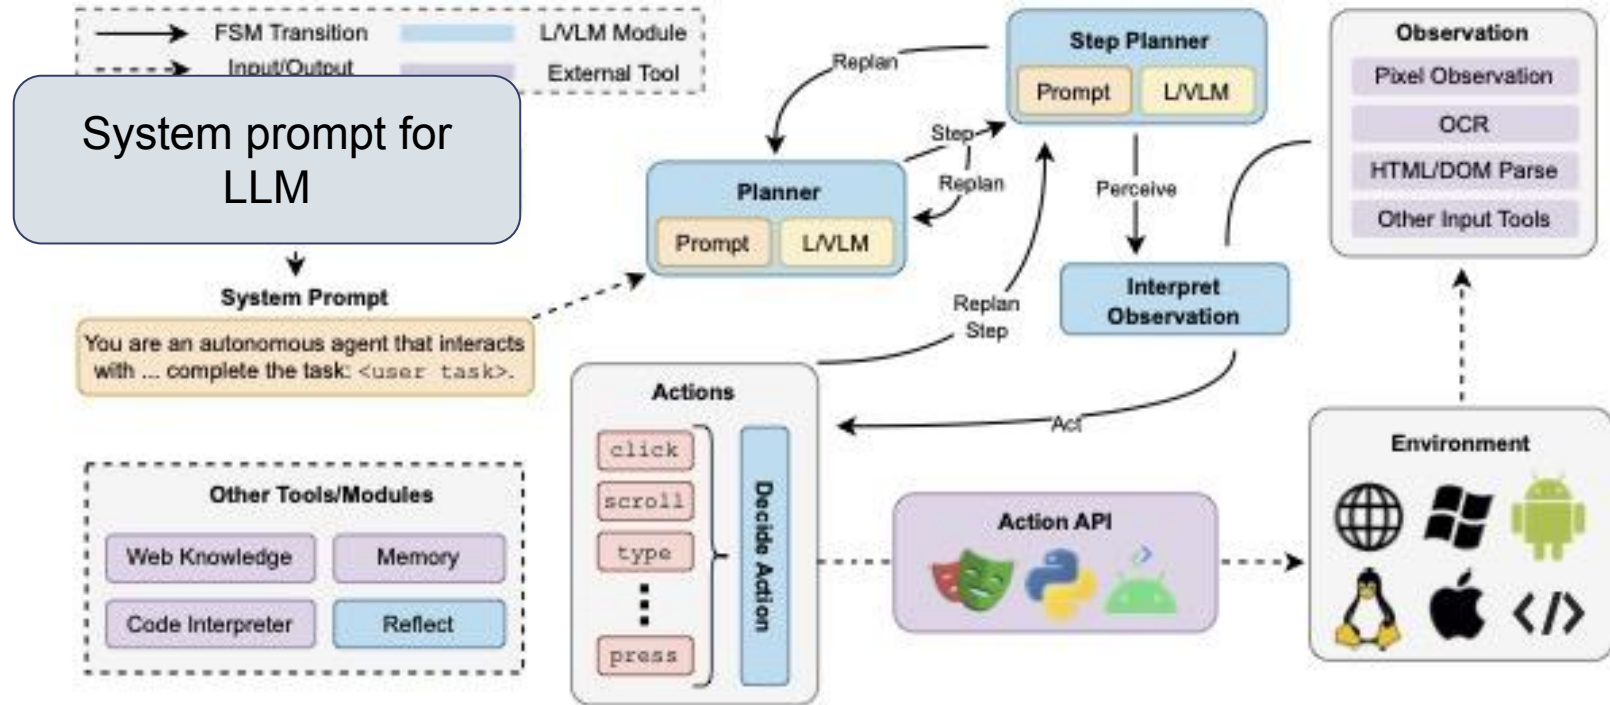 FSM Transition
L/VLM Module
Input/Output
External Tool
System prompt for
LLM
System Prompt
You are an autonomous agent that interacts
with ... complete the task: <user task>.
Other Tools/Modules
Web Knowledge
Memory
Code Interpreter
Reflect
Planner
Prompt
L/VLM
Replan
Step
Replan
Step Planner
Prompt
L/VLM
Perceive
Interpret
Observation
Replan
Step
Act
Actions
click
scroll
type
press
Decide Action
Action API
Observation
Pixel Observation
OCR
HTML/DOM Parse
Other Input Tools
Environment